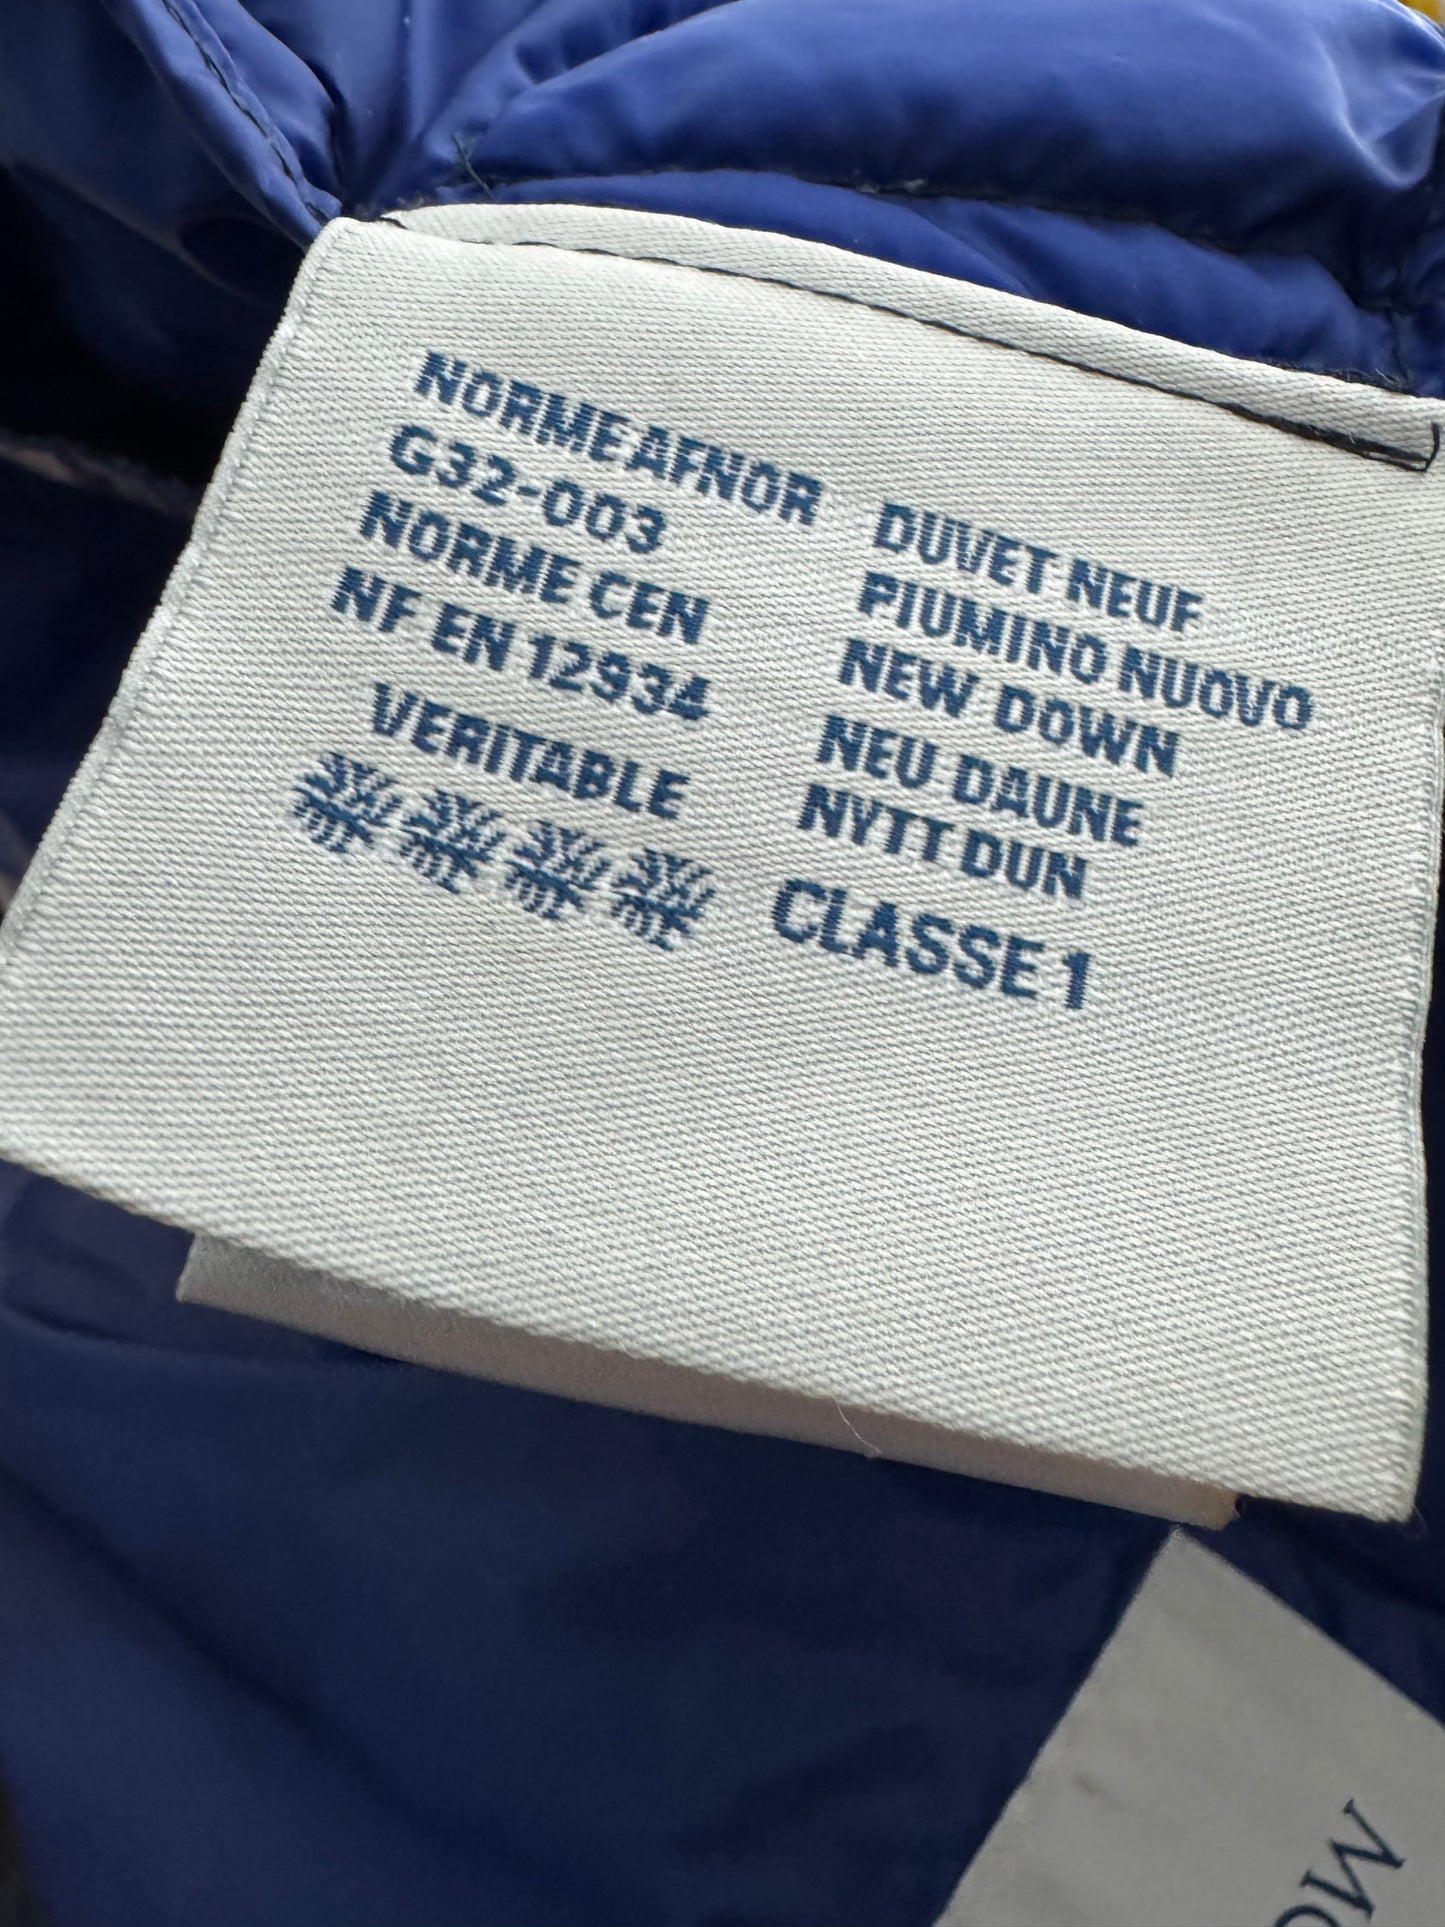 NORME AFNOR
G32-003
NORME CEN
NF EN 12934
VERITABLE
DUVET NEUF
PIUMINO NUOVO
NEW DOWN
NEU DAUNE
NYTT DUN
CLASSE 1
MO